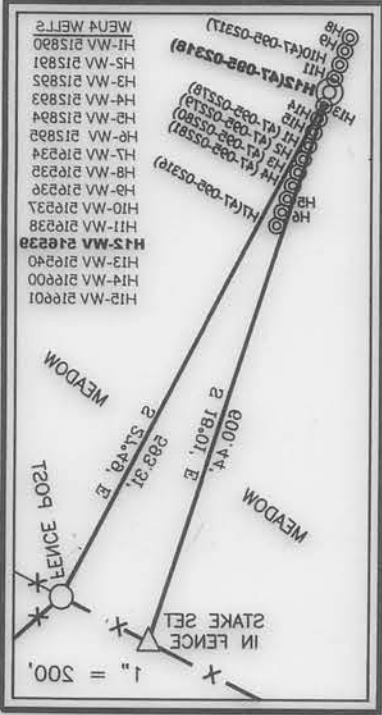 WEU4 WELLS
H1-WV 512890
H2-WV 512891
H3-WV 512892
H4-WV 512893
H5-WV 512894
H6-WV 512895
H7-WV 516534
H8-WV 516535
H9-WV 516536
H10-WV 516537
H11-WV 516538
H12-WV 516539
H13-WV 516540
H14-WV 516600
H15-WV 516601
H8
H9
H10(47-095-02317)
H11
H12(47-095-02318)
H13
H14
H15
H1 (47-095-02278)
H2 (47-095-02279)
H3 (47-095-02280)
H4 (47-095-02281)
H7(47-095-02316)
H5
H6
MEADOW
S 27°49' E
593.31'
S 18°01' E
600.44'
MEADOW
FENCE POST
STAKE SET
IN FENCE
1" = 200'